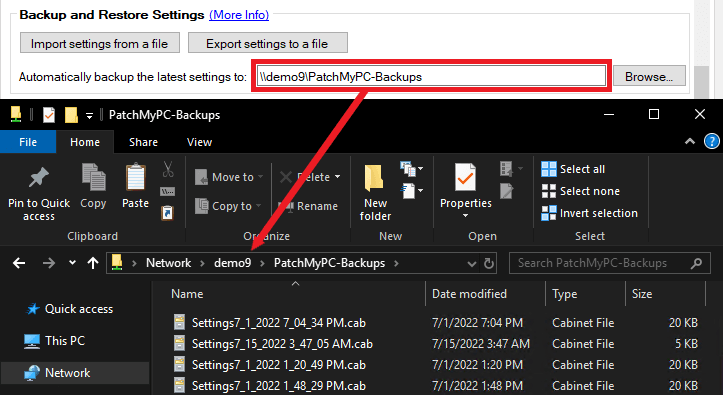 Backup and Restore Settings (More Info)
Import settings from a file Export settings to a file
Automatically backup the latest settings to: \\demo9\PatchMyPC-Backups Browse...
PatchMyPC-Backups
File Home Share View
Pin to Quick access Copy Paste Move to Copy to Delete Rename New folder Properties Select all Select none Invert selection
Clipboard Organize New Open Select
Network demo9 PatchMyPC-Backups Search PatchMyPC-Backups
Name Date modified Type Size
Quick access
This PC
Network
Settings7_1_2022 7_04_34 PM.cab 7/1/2022 7:04 PM Cabinet File 20 KB
Settings7_15_2022 3_47_05 AM.cab 7/15/2022 3:47 AM Cabinet File 5 KB
Settings7_1_2022 1_20_49 PM.cab 7/1/2022 1:20 PM Cabinet File 20 KB
Settings7_1_2022 1_48_29 PM.cab 7/1/2022 1:48 PM Cabinet File 20 KB